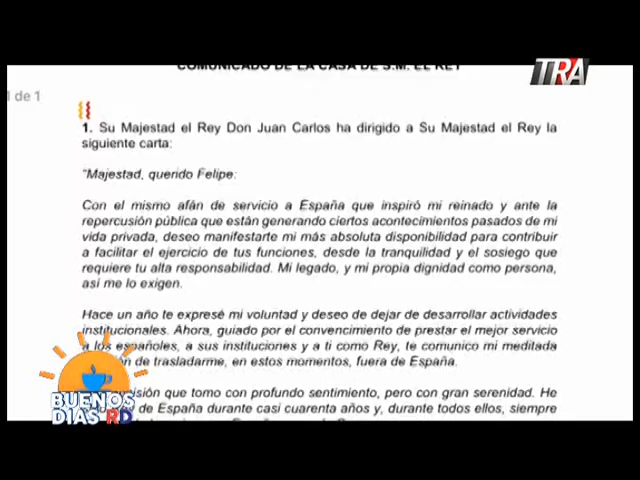 COMUNICADO DE LA CASA DE S.M. EL REY
TRA
1 de 1
1. Su Majestad el Rey Don Juan Carlos ha dirigido a Su Majestad el Rey la
siguiente carta:
“Majestad, querido Felipe:
Con el mismo afán de servicio a España que inspiró mi reinado y ante la
repercusión pública que están generando ciertos acontecimientos pasados de mi
vida privada, deseo manifestarte mi más absoluta disponibilidad para contribuir
a facilitar el ejercicio de tus funciones, desde la tranquilidad y el sosiego que
requiere tu alta responsabilidad. Mi legado, y mi propia dignidad como persona,
así me lo exigen.
Hace un año te expresé mi voluntad y deseo de dejar de desarrollar actividades
institucionales. Ahora, guiado por el convencimiento de prestar el mejor servicio
a los españoles, a sus instituciones y a ti como Rey, te comunico mi meditada
de trasladarme, en estos momentos, fuera de España.
que tomo con profundo sentimiento, pero con gran serenidad. He
de España durante casi cuarenta años y, durante todos ellos, siempre
BUENOS
DÍAS RD